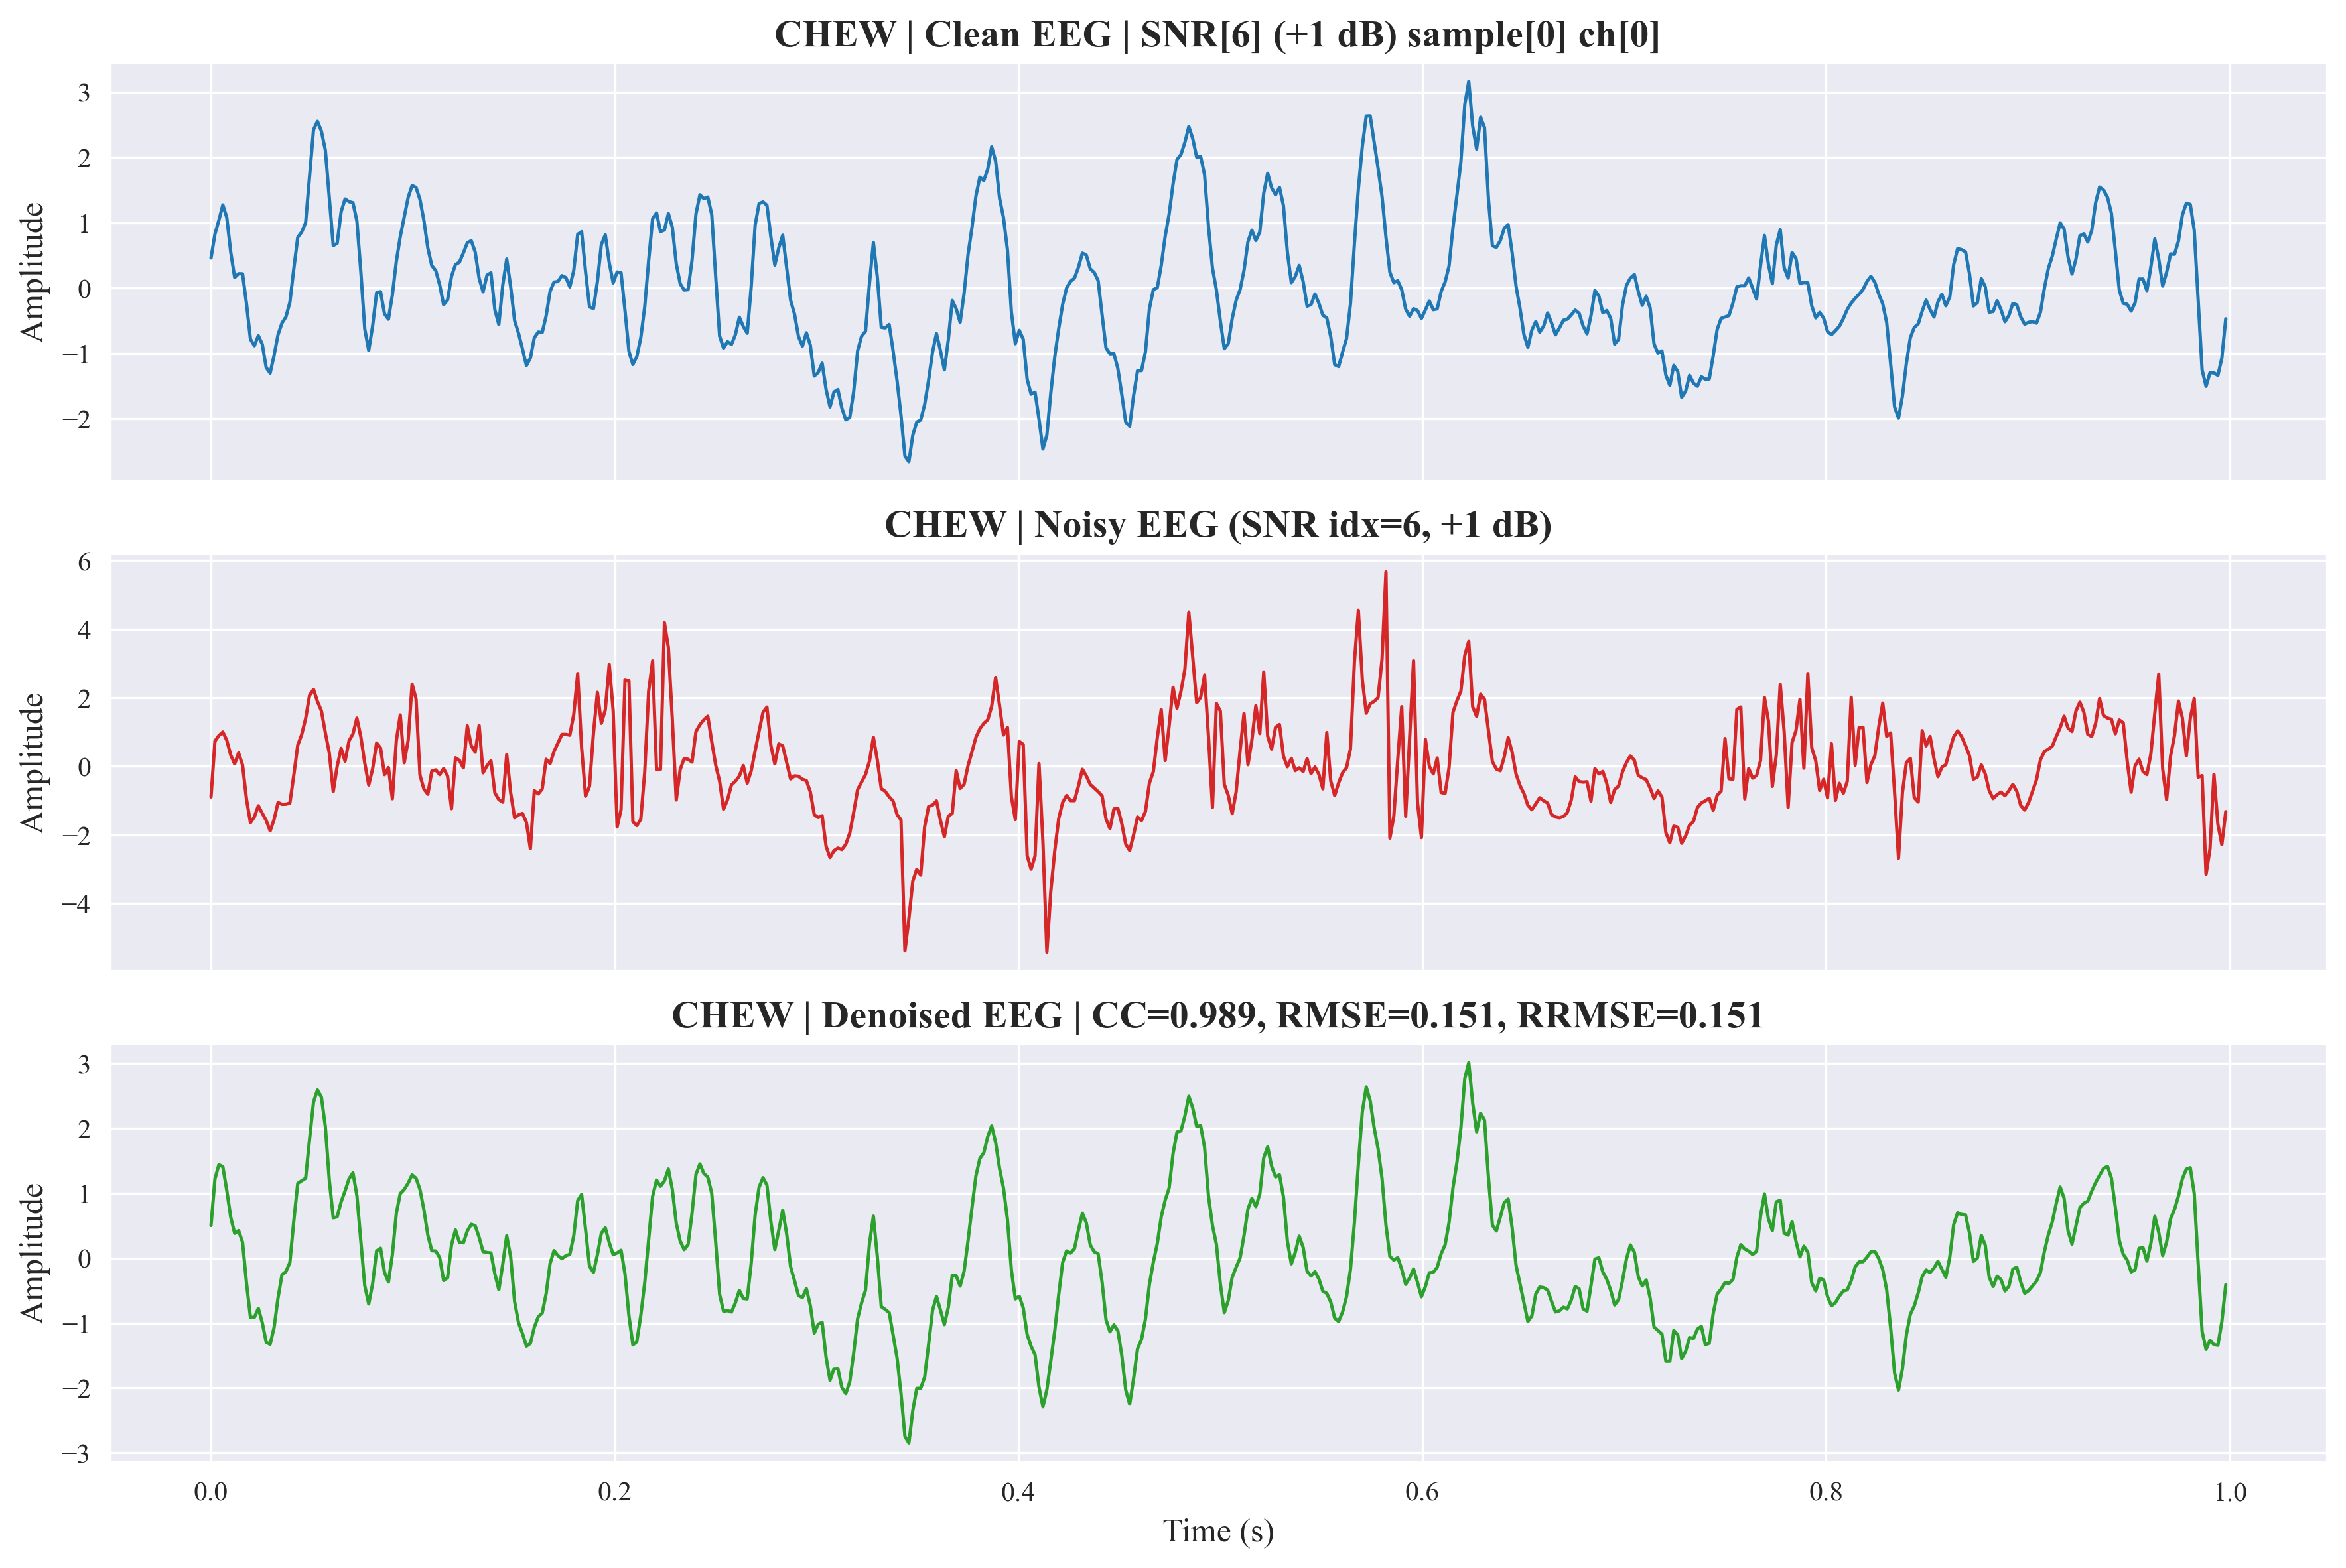 CHEW | Clean EEG | SNR[6] (+1 dB) sample[0] ch[0]
3
2
1
0
−1
−2
Amplitude
CHEW | Noisy EEG (SNR idx=6, +1 dB)
6
4
2
0
−2
−4
Amplitude
CHEW | Denoised EEG | CC=0.989, RMSE=0.151, RRMSE=0.151
3
2
1
0
−1
−2
−3
Amplitude
0.0 0.2 0.4 0.6 0.8 1.0
Time (s)